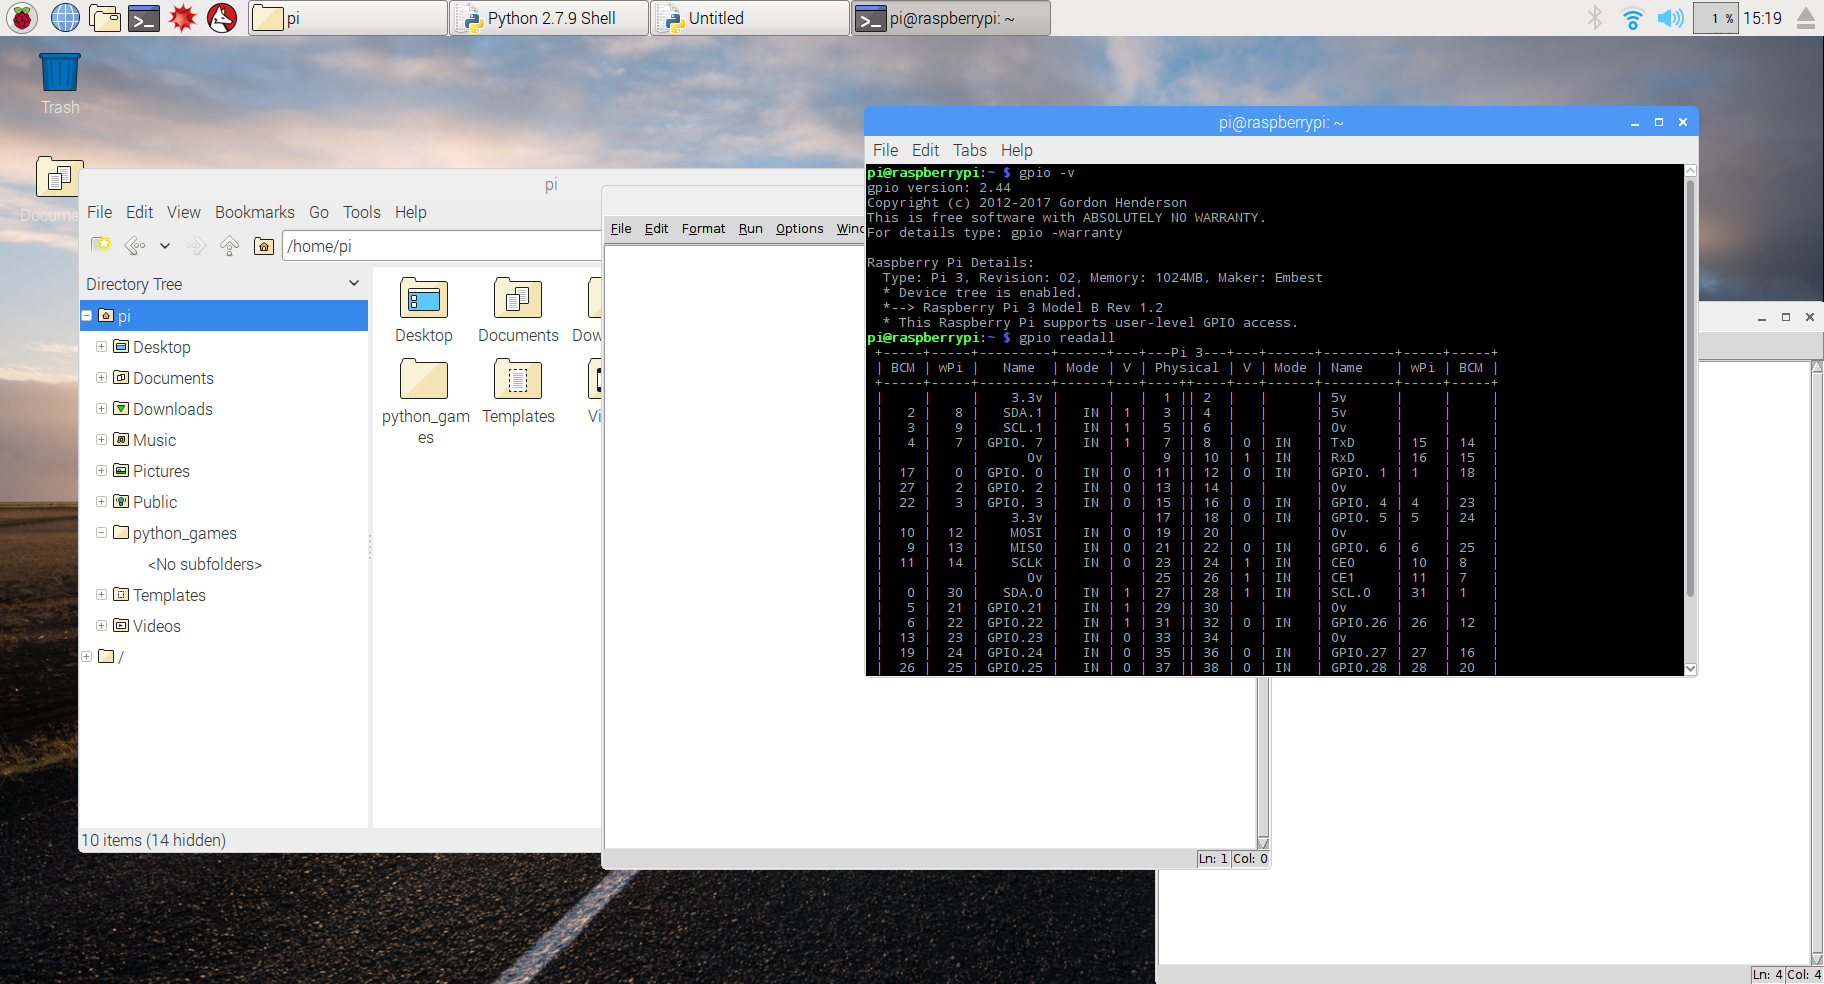 pi
Python 2.7.9 Shell
Untitled
pi@raspberrypi: ~
1 %
15:19
Trash
Docume
pi
File Edit View Bookmarks Go Tools Help
/home/pi
Directory Tree
pi
Desktop
Documents
Downloads
Music
Pictures
Public
python_games
<No subfolders>
Templates
Videos
/
Desktop
Documents
Dow
python_gam
es
Templates
Vi
10 items (14 hidden)
File Edit Format Run Options Winc
Ln: 1 Col: 0
pi@raspberrypi: ~
File Edit Tabs Help
pi@raspberrypi:~ $ gpio -v
gpio version: 2.44
Copyright (c) 2012-2017 Gordon Henderson
This is free software with ABSOLUTELY NO WARRANTY.
For details type: gpio -warranty
Raspberry Pi Details:
  Type: Pi 3, Revision: 02, Memory: 1024MB, Maker: Embest
  * Device tree is enabled.
  *--> Raspberry Pi 3 Model B Rev 1.2
  * This Raspberry Pi supports user-level GPIO access.
pi@raspberrypi:~ $ gpio readall
 +-----+-----+---------+------+---+---Pi 3---+---+------+---------+-----+-----+
 | BCM | wPi |   Name  | Mode | V | Physical | V | Mode | Name    | wPi | BCM |
 +-----+-----+---------+------+---+----++----+---+------+---------+-----+-----+
 |     |     |    3.3v |      |   |  1 || 2  |   |      | 5v      |     |     |
 |   2 |   8 |   SDA.1 |   IN | 1 |  3 || 4  |   |      | 5v      |     |     |
 |   3 |   9 |   SCL.1 |   IN | 1 |  5 || 6  |   |      | 0v      |     |     |
 |   4 |   7 | GPIO. 7 |   IN | 1 |  7 || 8  | 0 | IN   | TxD     | 15  | 14  |
 |     |     |      0v |      |   |  9 || 10 | 1 | IN   | RxD     | 16  | 15  |
 |  17 |   0 | GPIO. 0 |   IN | 0 | 11 || 12 | 0 | IN   | GPIO. 1 | 1   | 18  |
 |  27 |   2 | GPIO. 2 |   IN | 0 | 13 || 14 |   |      | 0v      |     |     |
 |  22 |   3 | GPIO. 3 |   IN | 0 | 15 || 16 | 0 | IN   | GPIO. 4 | 4   | 23  |
 |     |     |    3.3v |      |   | 17 || 18 | 0 | IN   | GPIO. 5 | 5   | 24  |
 |  10 |  12 |    MOSI |   IN | 0 | 19 || 20 |   |      | 0v      |     |     |
 |   9 |  13 |    MISO |   IN | 0 | 21 || 22 | 0 | IN   | GPIO. 6 | 6   | 25  |
 |  11 |  14 |    SCLK |   IN | 0 | 23 || 24 | 1 | IN   | CE0     | 10  | 8   |
 |     |     |      0v |      |   | 25 || 26 | 1 | IN   | CE1     | 11  | 7   |
 |   0 |  30 |   SDA.0 |   IN | 1 | 27 || 28 | 1 | IN   | SCL.0   | 31  | 1   |
 |   5 |  21 | GPIO.21 |   IN | 1 | 29 || 30 |   |      | 0v      |     |     |
 |   6 |  22 | GPIO.22 |   IN | 1 | 31 || 32 | 0 | IN   | GPIO.26 | 26  | 12  |
 |  13 |  23 | GPIO.23 |   IN | 0 | 33 || 34 |   |      | 0v      |     |     |
 |  19 |  24 | GPIO.24 |   IN | 0 | 35 || 36 | 0 | IN   | GPIO.27 | 27  | 16  |
 |  26 |  25 | GPIO.25 |   IN | 0 | 37 || 38 | 0 | IN   | GPIO.28 | 28  | 20  |
Ln: 4 Col: 4